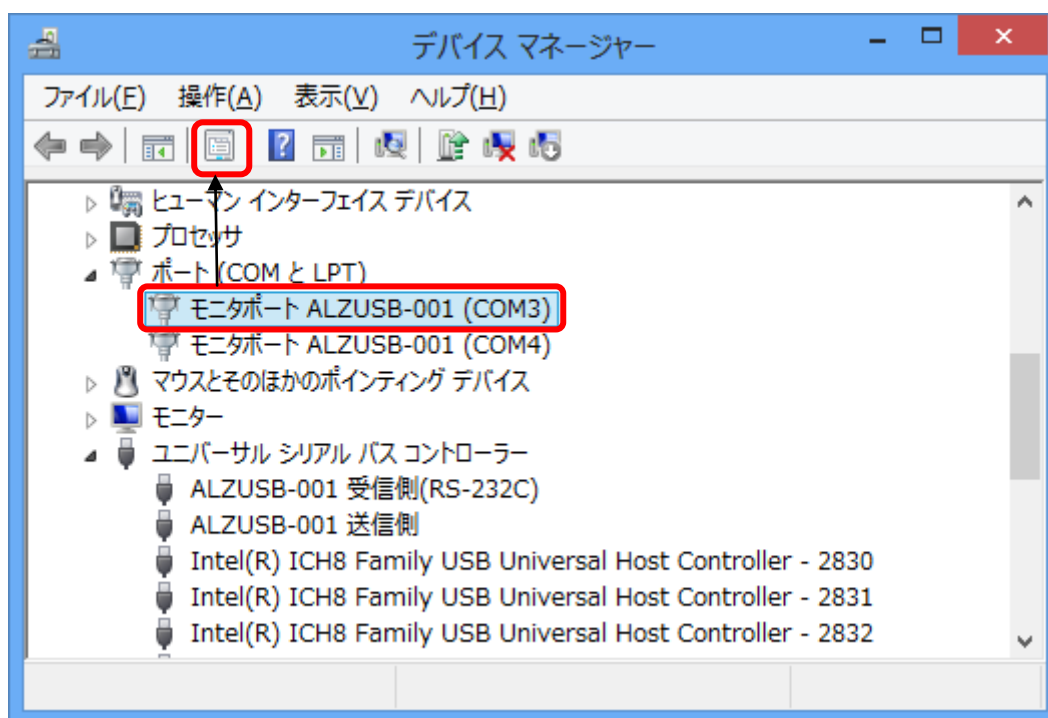 デバイス マネージャー
ファイル(F) 操作(A) 表示(V) ヘルプ(H)
ヒューマン インターフェイス デバイス
プロセッサ
ポート (COM と LPT)
モニタポート ALZUSB-001 (COM3)
モニタポート ALZUSB-001 (COM4)
マウスとそのほかのポインティング デバイス
モニター
ユニバーサル シリアル バス コントローラー
ALZUSB-001 受信側(RS-232C)
ALZUSB-001 送信側
Intel(R) ICH8 Family USB Universal Host Controller - 2830
Intel(R) ICH8 Family USB Universal Host Controller - 2831
Intel(R) ICH8 Family USB Universal Host Controller - 2832